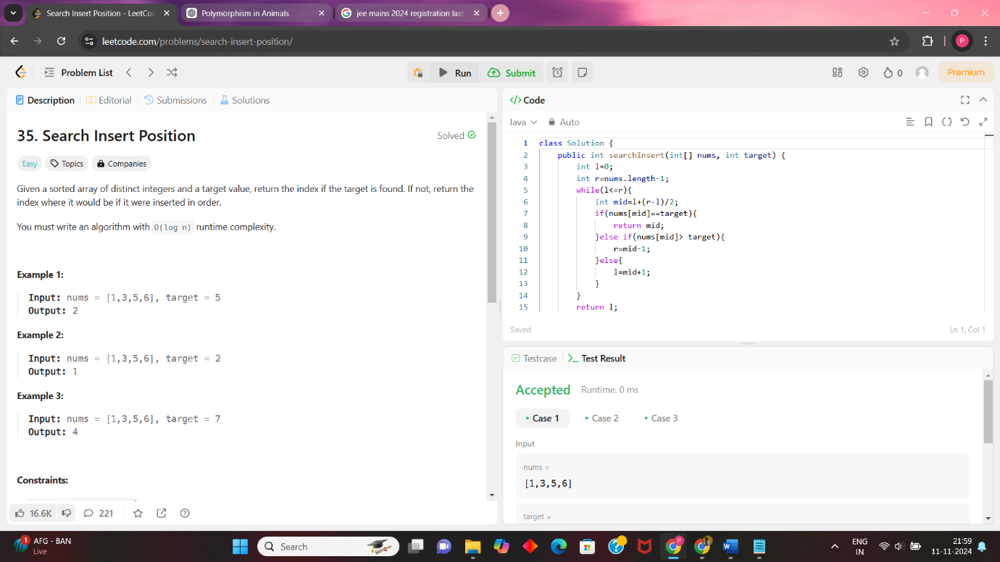 Search Insert Position - LeetCod
Polymorphism in Animals
jee mains 2024 registration last
leetcode.com/problems/search-insert-position/
P
Problem List
Run
Submit
0
Premium
Description
Editorial
Submissions
Solutions
35. Search Insert Position
Solved
Easy
Topics
Companies
Given a sorted array of distinct integers and a target value, return the index if the target is found. If not, return the
index where it would be if it were inserted in order.
You must write an algorithm with O(log n) runtime complexity.
Example 1:
Input: nums = [1,3,5,6], target = 5
Output: 2
Example 2:
Input: nums = [1,3,5,6], target = 2
Output: 1
Example 3:
Input: nums = [1,3,5,6], target = 7
Output: 4
Constraints:
16.6K
221
</> Code
Java
Auto
1 class Solution {
2 public int searchInsert(int[] nums, int target) {
3 int l=0;
4 int r=nums.length-1;
5 while(l<=r){
6 int mid=l+(r-l)/2;
7 if(nums[mid]==target){
8 return mid;
9 }else if(nums[mid]> target){
10 r=mid-1;
11 }else{
12 l=mid+1;
13 }
14 }
15 return l;
Saved
Ln 1, Col 1
Testcase
Test Result
Accepted
Runtime: 0 ms
• Case 1
• Case 2
• Case 3
Input
nums =
[1,3,5,6]
target =
1
AFG - BAN
Live
Search
ENG
IN
21:59
11-11-2024